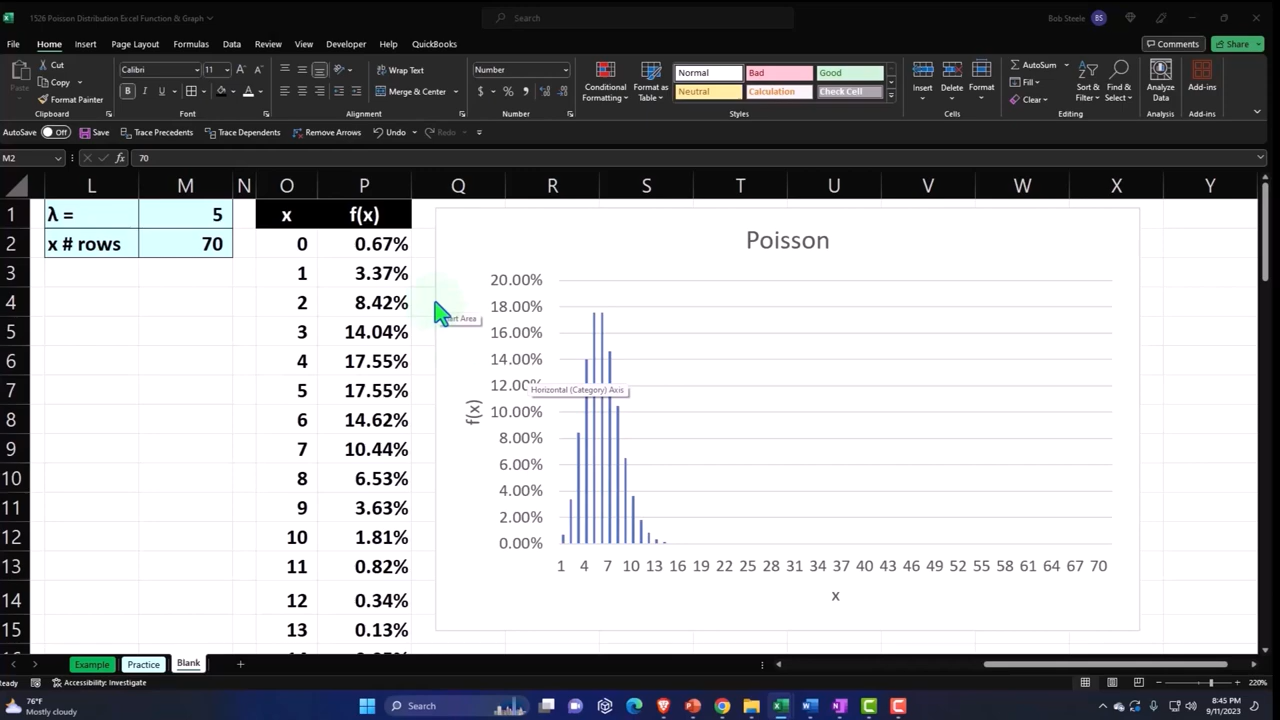 1526 Poisson Distribution Excel Function & Graph
Search
Bob Steele BS
File Home Insert Page Layout Formulas Data Review View Developer Help QuickBooks
Comments Share
Paste
Cut
Copy
Format Painter
Clipboard
Calibri 11
B I U
Font
Wrap Text
Merge & Center
Alignment
Number
Number
Conditional Formatting
Format as Table
Normal Bad Good
Neutral Calculation Check Cell
Styles
Insert Delete Format
Cells
AutoSum
Fill
Clear
Sort & Filter
Find & Select
Editing
Analyze Data
Analysis
Add-ins
Add-ins
AutoSave Off Save Trace Precedents Trace Dependents Remove Arrows Undo Redo
M2 fx 70
L M N O P Q R S T U V W X Y
1 λ = 5 x f(x)
2 x # rows 70 0 0.67%
3 1 3.37%
4 2 8.42%
5 3 14.04%
6 4 17.55%
7 5 17.55%
8 6 14.62%
9 7 10.44%
10 8 6.53%
11 9 3.63%
12 10 1.81%
13 11 0.82%
14 12 0.34%
15 13 0.13%
Poisson
20.00%
18.00%
16.00%
14.00%
12.00%
10.00%
8.00%
6.00%
4.00%
2.00%
0.00%
f(x)
Area
Horizontal (Category) Axis
1 4 7 10 13 16 19 22 25 28 31 34 37 40 43 46 49 52 55 58 61 64 67 70
x
Example Practice Blank
Ready Accessibility: Investigate
220%
76°F
Mostly cloudy
Search
8:45 PM
9/11/2023